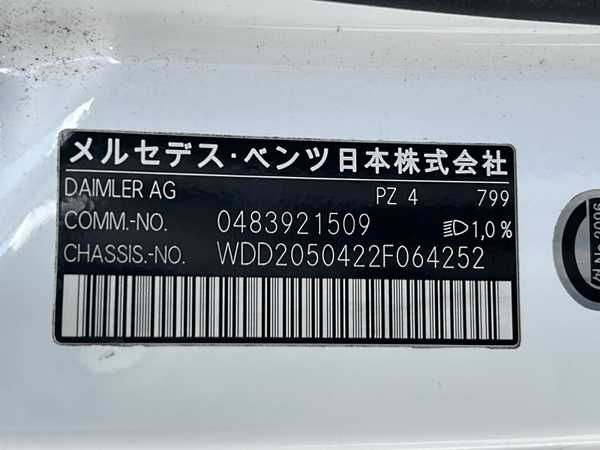 メルセデス・ベンツ日本株式会社
DAIMLER AG PZ 4 799
COMM.-NO. 0483921509 1,0%
CHASSIS.-NO. WDD2050422F064252